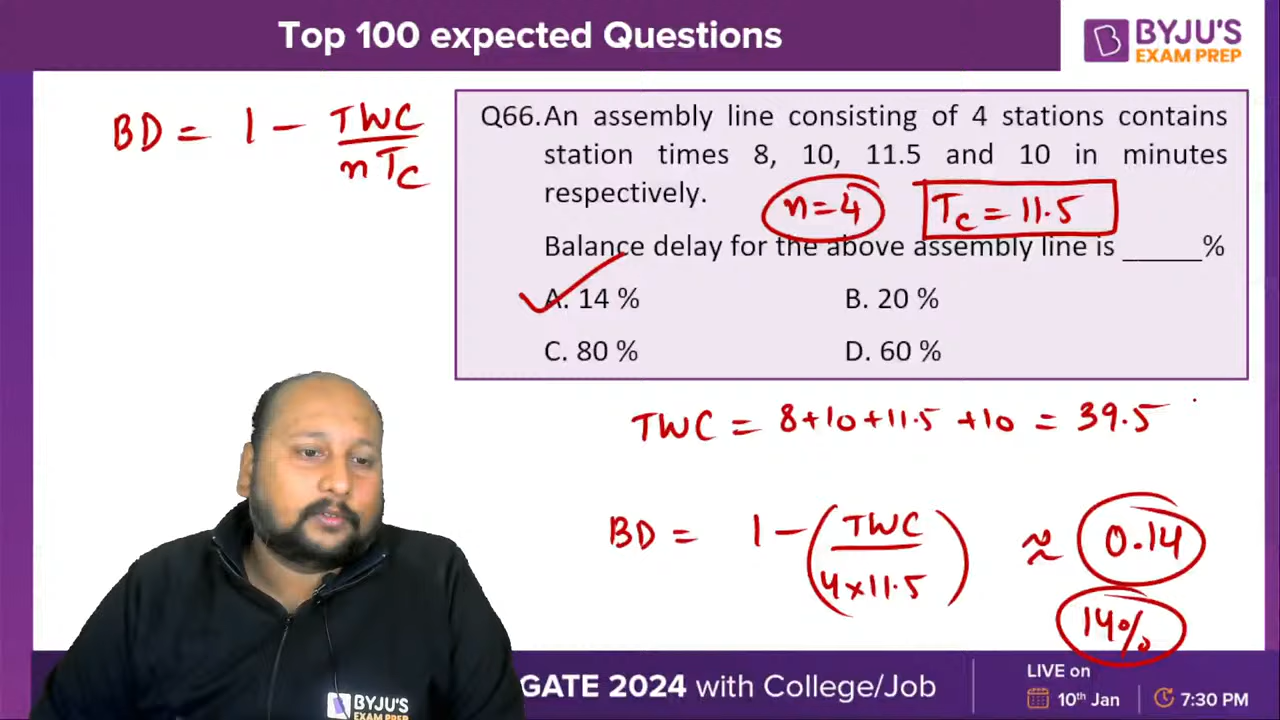 Top 100 expected Questions
BYJU'S
EXAM PREP
BD = 1 - TWC / nTc
Q66. An assembly line consisting of 4 stations contains
station times 8, 10, 11.5 and 10 in minutes
respectively.
n=4 Tc = 11.5
Balance delay for the above assembly line is ______%
A. 14 % B. 20 %
C. 80 % D. 60 %
TWC = 8+10+11.5+10 = 39.5
BD = 1 - (TWC / 4×11.5) ≈ 0.14
14%
BYJU'S
EXAM PREP
GATE 2024 with College/Job
LIVE on
10th Jan 7:30 PM